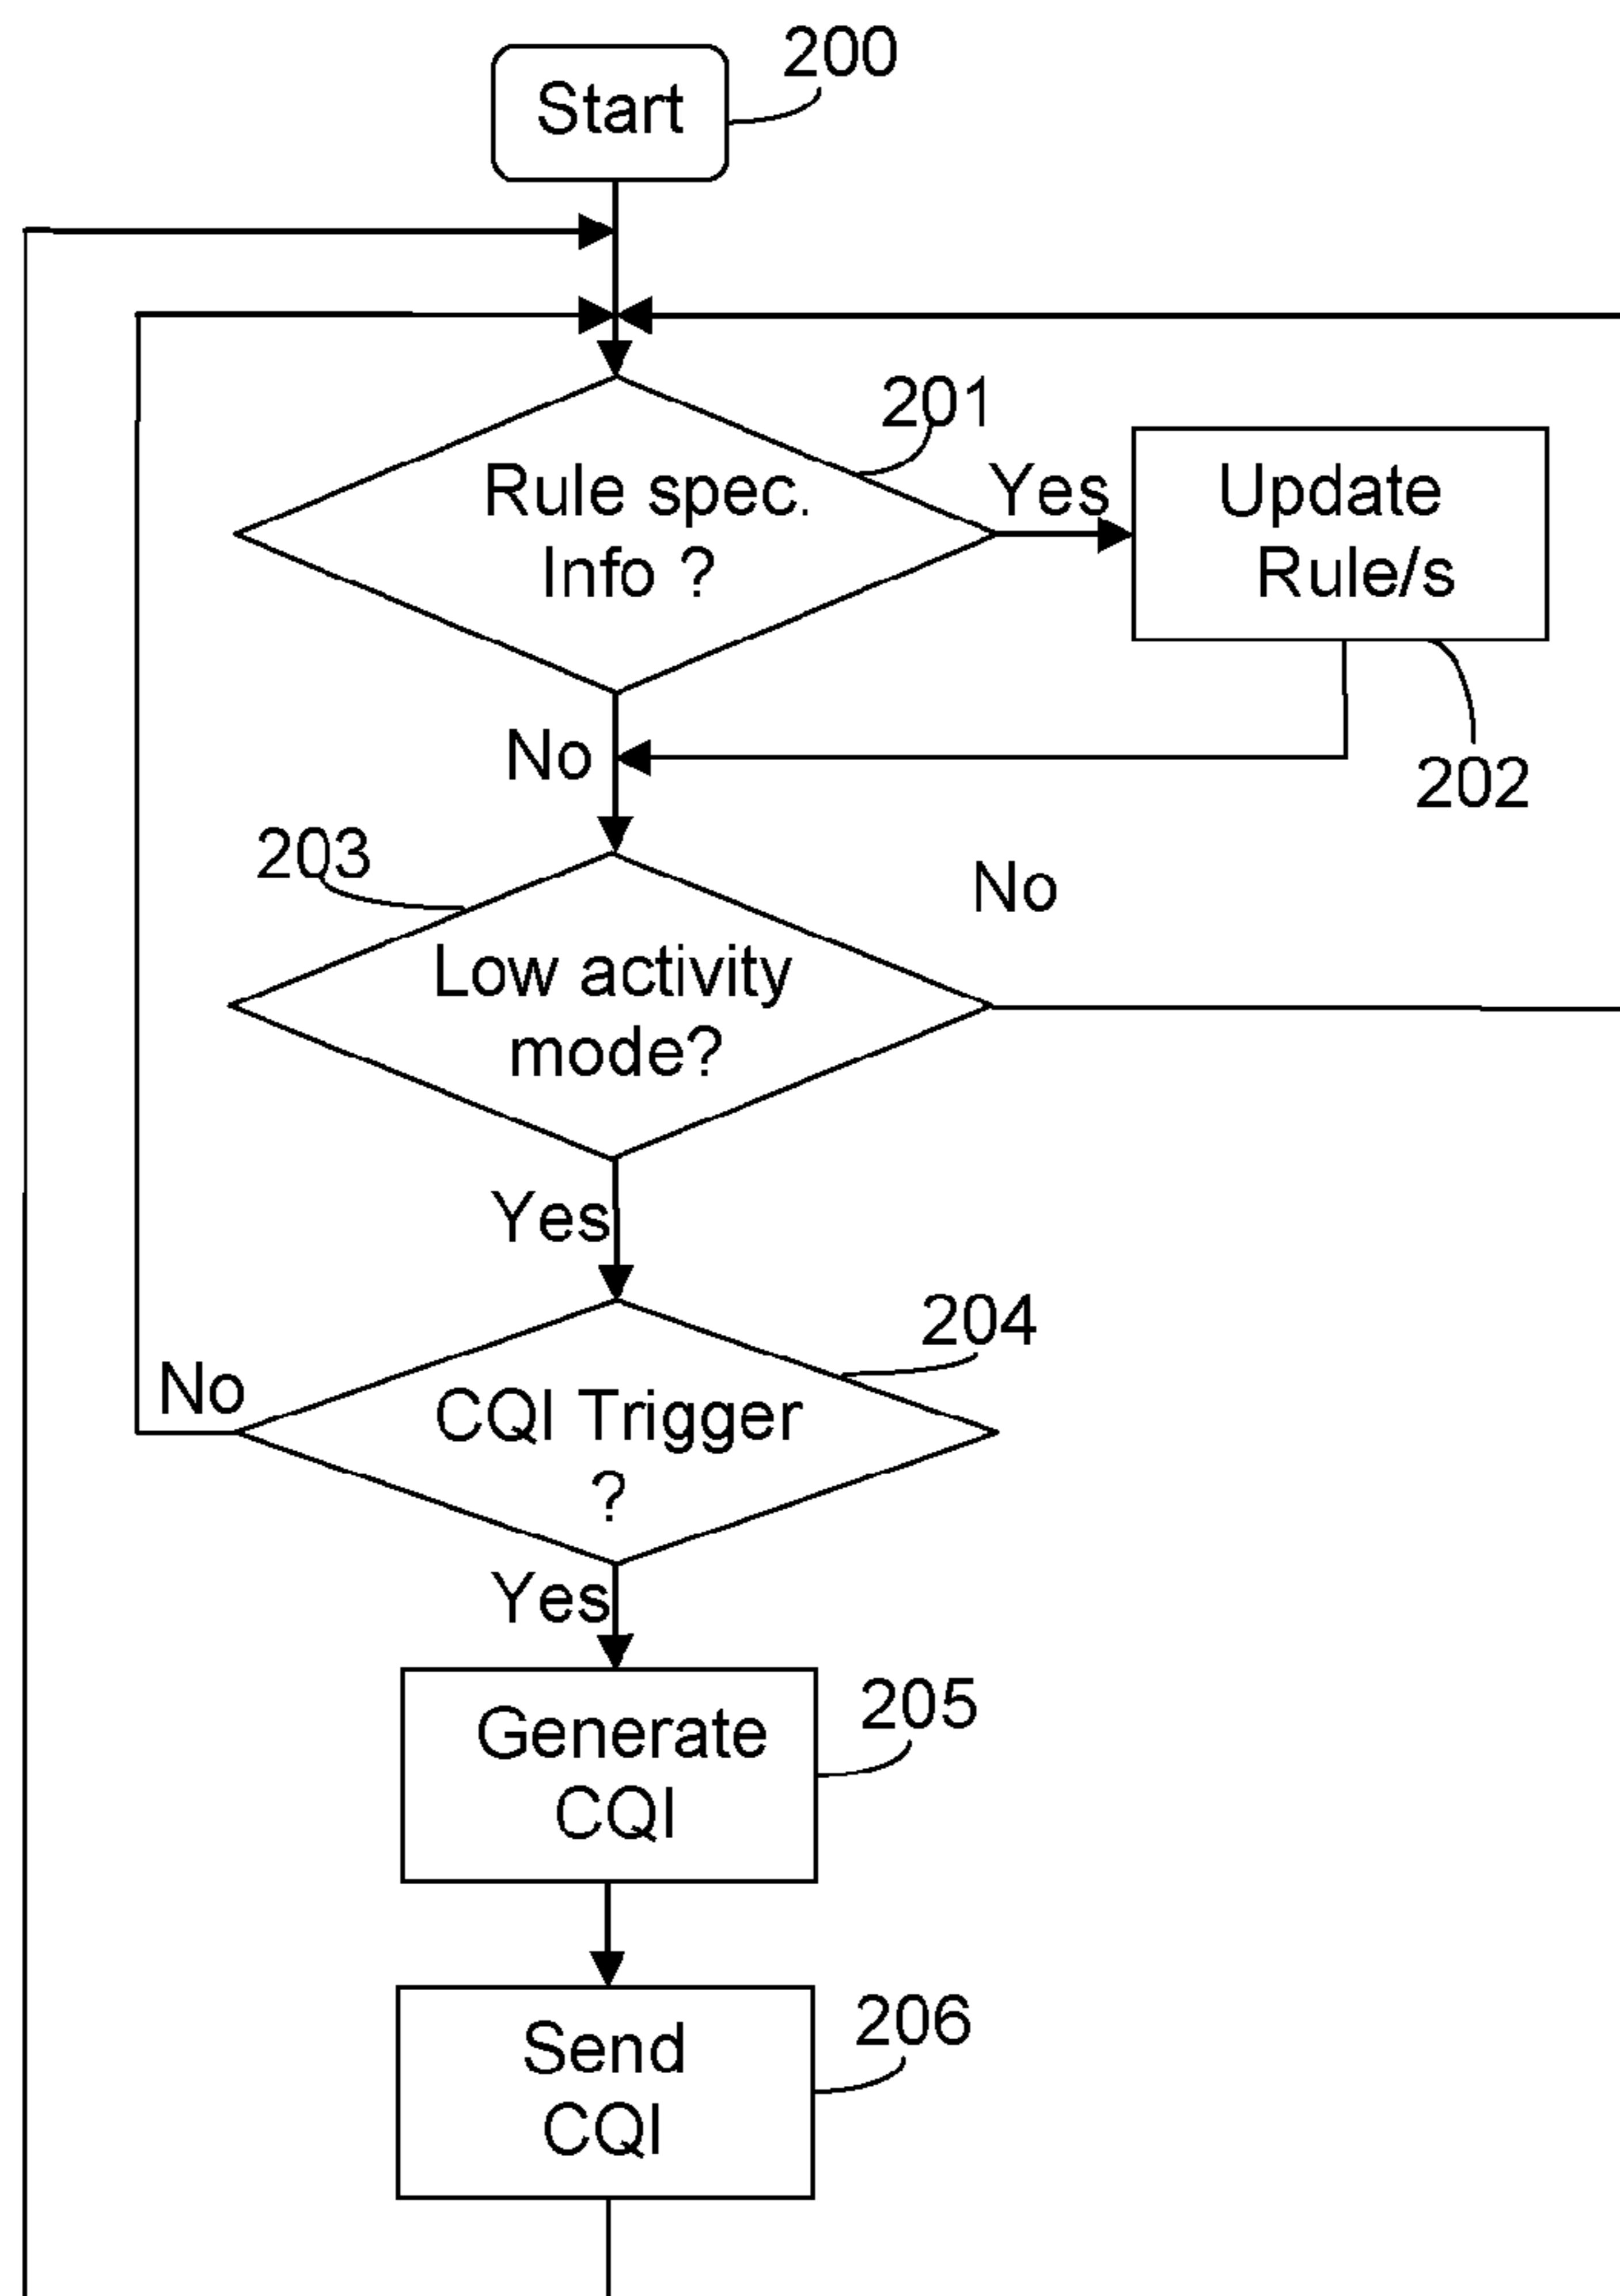 200
Start
201
Rule spec.
Info ?
Yes
Update
Rule/s
No
202
203
No
Low activity
mode?
Yes
204
No
CQI Trigger
?
Yes
205
Generate
CQI
206
Send
CQI